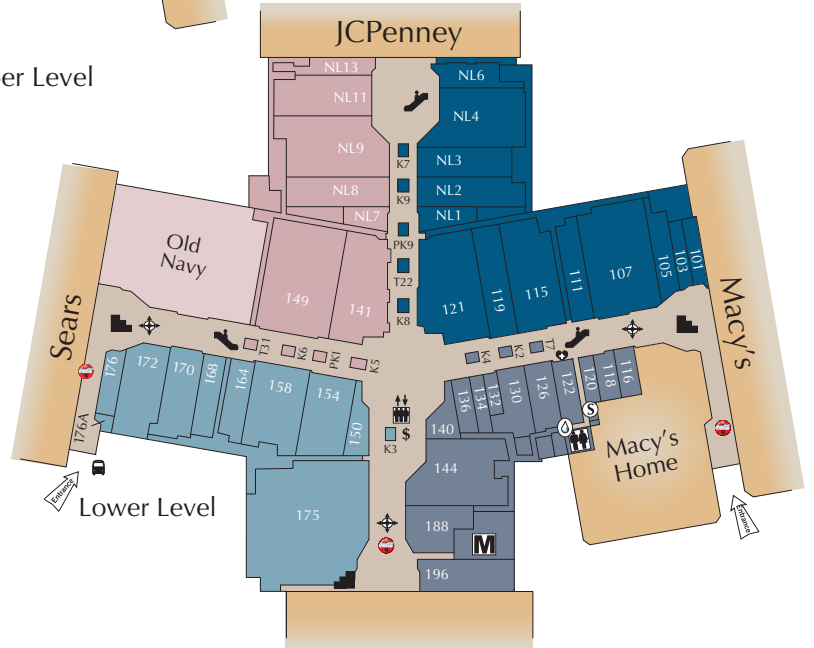 JCPenney
er Level
NL13
NL11
NL9
NL8
NL7
NL6
NL4
NL3
NL2
NL1
K7
K9
PK9
T22
K8
Old
Navy
149
141
121
119
115
111
107
105
103
101
Sears
Macy's
T31
K6
PK1
K5
K4
K2
T7
176
172
170
168
164
158
154
150
176A
K3
$
140
136
134
132
130
126
122
120
118
116
S
Macy's
Home
144
188
M
196
175
Entrance
Lower Level
Entrance